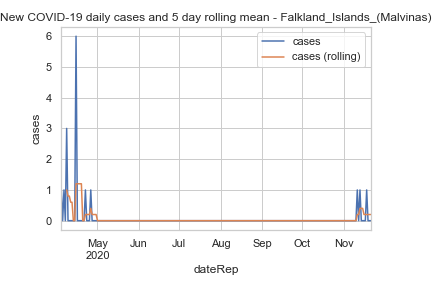 New COVID-19 daily cases and 5 day rolling mean - Falkland_Islands_(Malvinas)
cases
cases (rolling)
6
5
4
3
2
1
0
cases
May Jun Jul Aug Sep Oct Nov
2020
dateRep